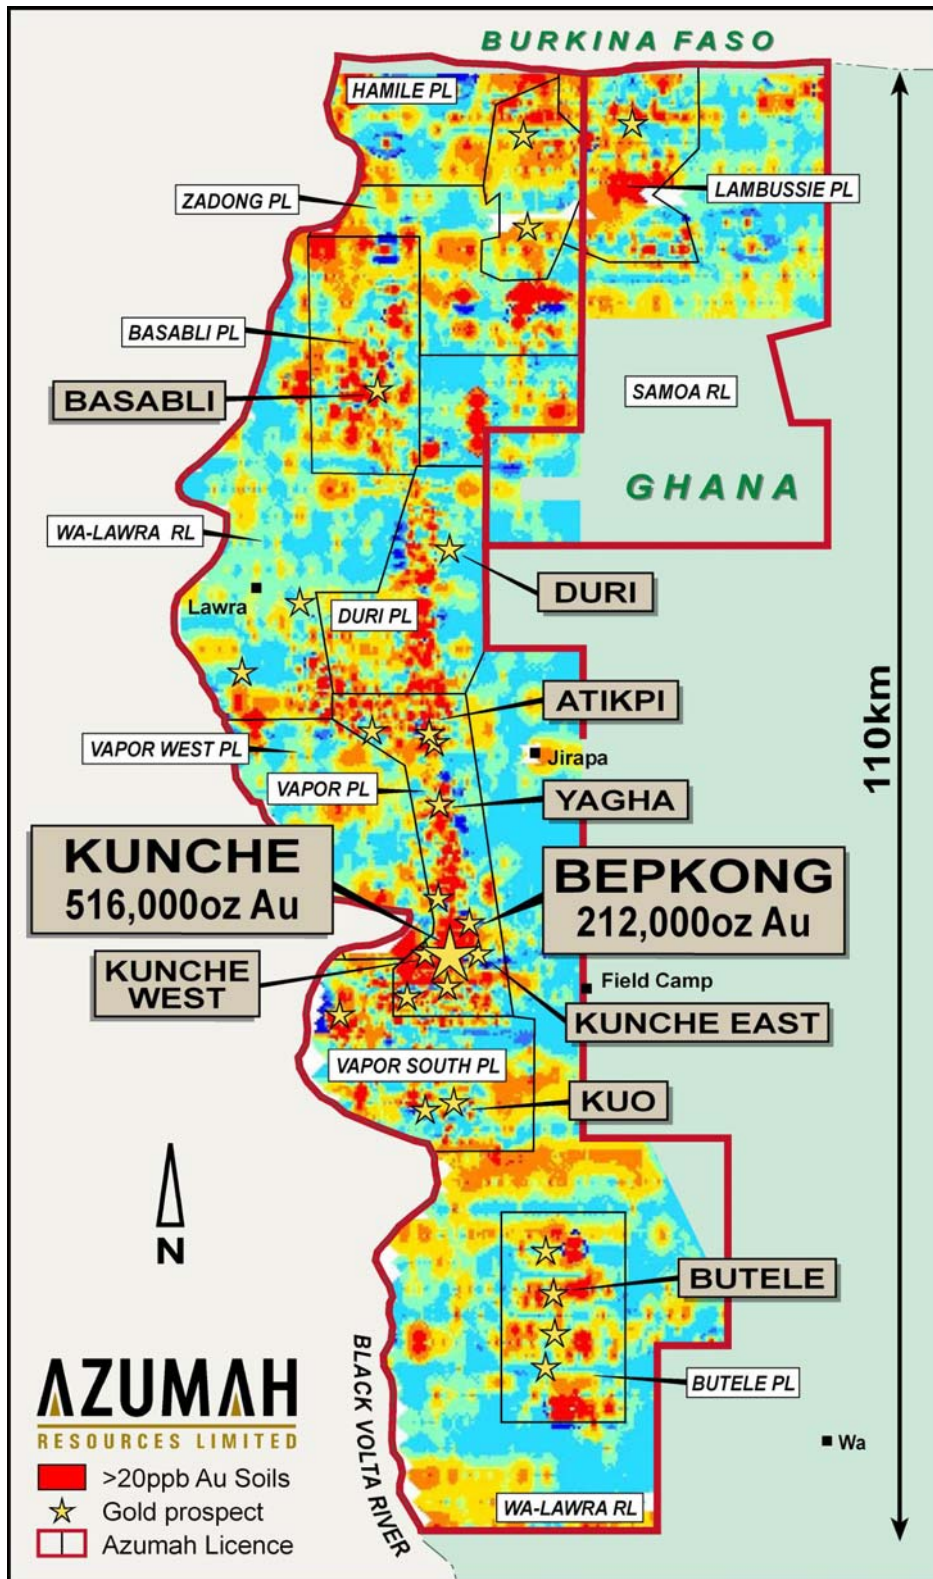 BURKINA FASO
HAMILE PL
ZADONG PL
LAMBUSSIE PL
BASABLI PL
BASABLI
SAMOA RL
GHANA
WA-LAWRA RL
DURI
Lawra
DURI PL
ATIKPI
VAPOR WEST PL
Jirapa
VAPOR PL
YAGHA
110km
KUNCHE
516,000oz Au
BEPKONG
212,000oz Au
KUNCHE
WEST
Field Camp
KUNCHE EAST
VAPOR SOUTH PL
KUO
N
BUTELE
BLACK VOLTA RIVER
BUTELE PL
AZUMAH
RESOURCES LIMITED
Wa
>20ppb Au Soils
Gold prospect
WA-LAWRA RL
Azumah Licence